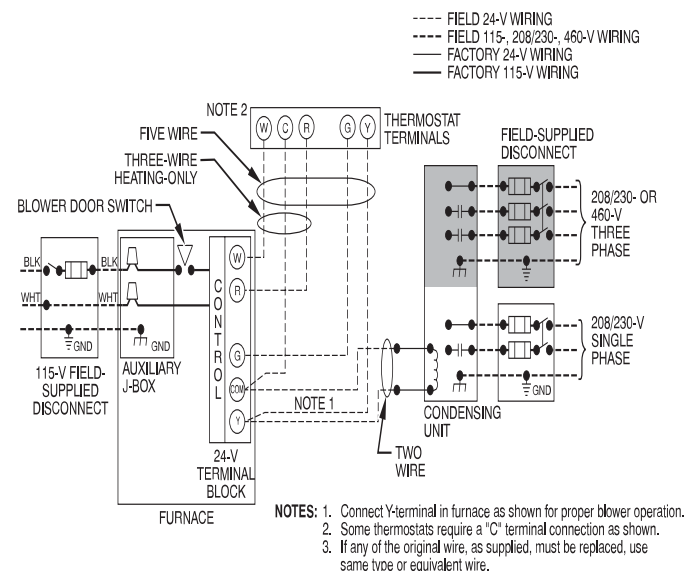 FIELD 24-V WIRING
FIELD 115-, 208/230-, 460-V WIRING
FACTORY 24-V WIRING
FACTORY 115-V WIRING
NOTE 2
W C R G Y
THERMOSTAT
TERMINALS
FIVE WIRE
THREE-WIRE
HEATING-ONLY
BLOWER DOOR SWITCH
FIELD-SUPPLIED
DISCONNECT
208/230- OR
460-V
THREE
PHASE
BLK
BLK
WHT
WHT
GND
GND
115-V FIELD-
SUPPLIED
DISCONNECT
AUXILIARY
J-BOX
CONTROL
W
R
G
COM
Y
NOTE 1
24-V
TERMINAL
BLOCK
FURNACE
TWO
WIRE
CONDENSING
UNIT
GND
208/230-V
SINGLE
PHASE
NOTES: 1. Connect Y-terminal in furnace as shown for proper blower operation.
2. Some thermostats require a "C" terminal connection as shown.
3. If any of the original wire, as supplied, must be replaced, use
same type or equivalent wire.